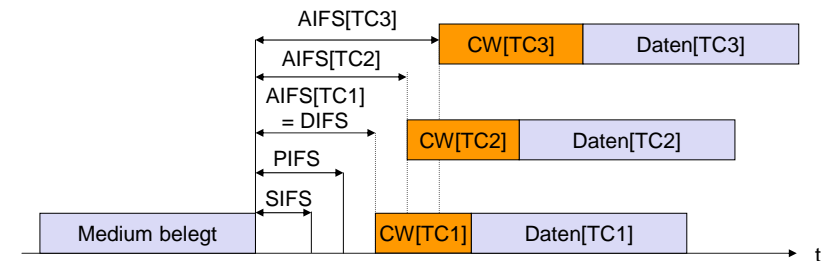 AIFS[TC3]
CW[TC3] Daten[TC3]
AIFS[TC2]
AIFS[TC1]
= DIFS
CW[TC2] Daten[TC2]
PIFS
SIFS
Medium belegt CW[TC1] Daten[TC1]
t